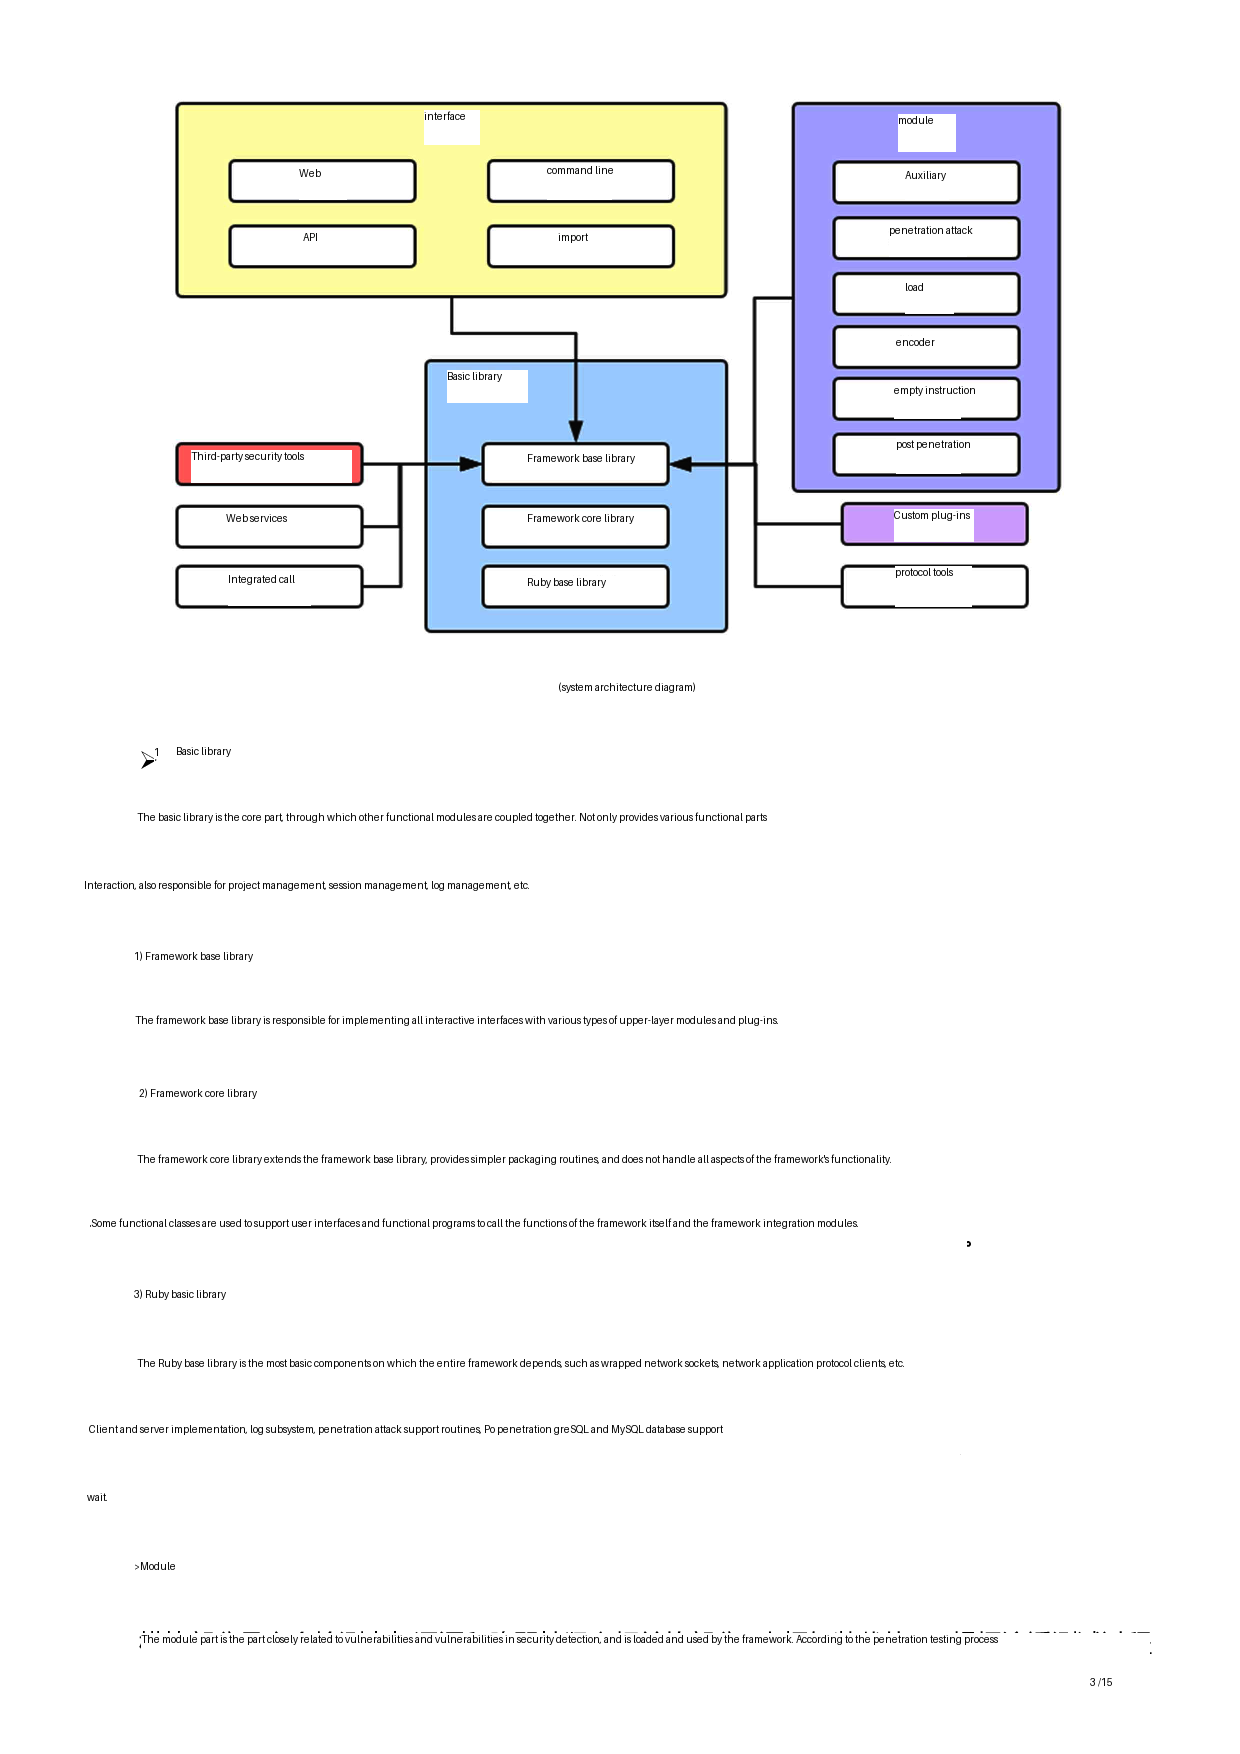 interface
Web
command line
API
import
module
Auxiliary
penetration attack
load
encoder
empty instruction
post penetration
Basic library
Third-party security tools
Framework base library
Web services
Framework core library
Custom plug-ins
Integrated call
Ruby base library
protocol tools
(system architecture diagram)
➢ 1 Basic library
The basic library is the core part, through which other functional modules are coupled together. Not only provides various functional parts
Interaction, also responsible for project management, session management, log management, etc.
1) Framework base library
The framework base library is responsible for implementing all interactive interfaces with various types of upper-layer modules and plug-ins.
2) Framework core library
The framework core library extends the framework base library, provides simpler packaging routines, and does not handle all aspects of the framework's functionality.
.Some functional classes are used to support user interfaces and functional programs to call the functions of the framework itself and the framework integration modules.
3) Ruby basic library
The Ruby base library is the most basic components on which the entire framework depends, such as wrapped network sockets, network application protocol clients, etc.
Client and server implementation, log subsystem, penetration attack support routines, Po penetration greSQL and MySQL database support
wait.
>Module
'The module part is the part closely related to vulnerabilities and vulnerabilities in security detection, and is loaded and used by the framework. According to the penetration testing process
3 /15